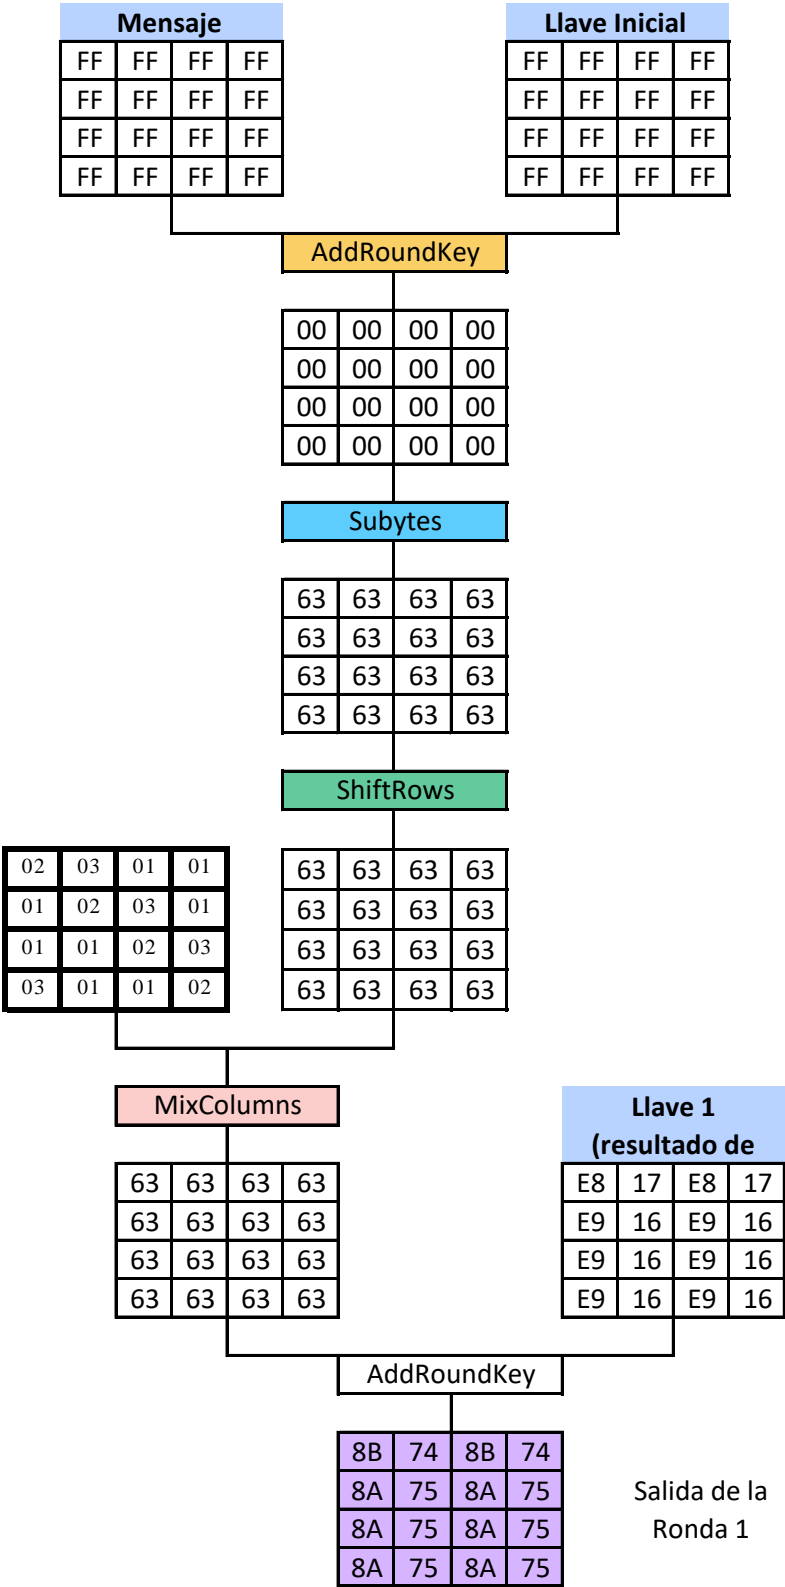 Mensaje Llave Inicial
FF FF FF FF FF FF FF FF
FF FF FF FF FF FF FF FF
FF FF FF FF FF FF FF FF
FF FF FF FF FF FF FF FF
AddRoundKey
00 00 00 00
00 00 00 00
00 00 00 00
00 00 00 00
Subytes
63 63 63 63
63 63 63 63
63 63 63 63
63 63 63 63
ShiftRows
02 03 01 01 63 63 63 63
01 02 03 01 63 63 63 63
01 01 02 03 63 63 63 63
03 01 01 02 63 63 63 63
MixColumns Llave 1
(resultado de
63 63 63 63 E8 17 E8 17
63 63 63 63 E9 16 E9 16
63 63 63 63 E9 16 E9 16
63 63 63 63 E9 16 E9 16
AddRoundKey
8B 74 8B 74
8A 75 8A 75 Salida de la
8A 75 8A 75 Ronda 1
8A 75 8A 75